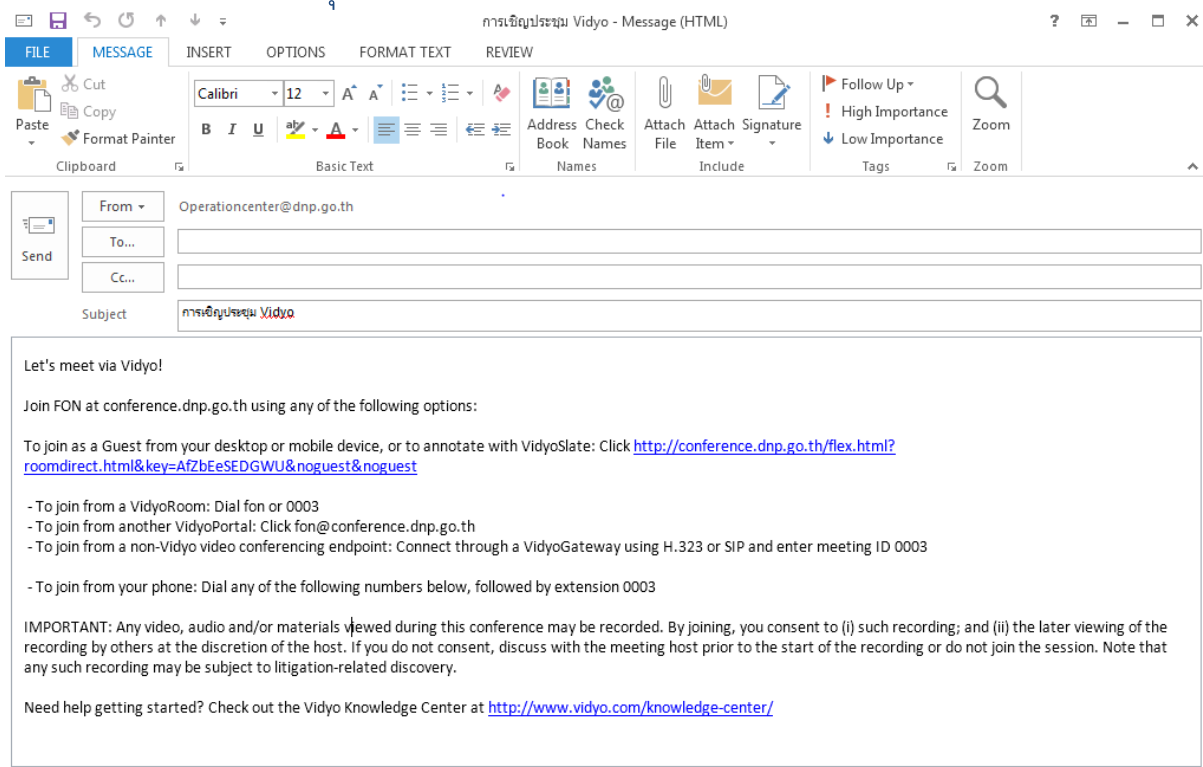 การเชิญประชุม Vidyo - Message (HTML)
FILE MESSAGE INSERT OPTIONS FORMAT TEXT REVIEW
Cut
Copy
Paste
Format Painter
Clipboard
Calibri 12
B I U
Basic Text
Address Book
Check Names
Names
Attach File
Attach Item
Signature
Include
Follow Up
High Importance
Low Importance
Tags
Zoom
Zoom
Send
From Operationcenter@dnp.go.th
To...
Cc...
Subject การเชิญประชุม Vidyo
Let's meet via Vidyo!
Join FON at conference.dnp.go.th using any of the following options:
To join as a Guest from your desktop or mobile device, or to annotate with VidyoSlate: Click http://conference.dnp.go.th/flex.html?
roomdirect.html&key=AfZbEeSEDGWU&noguest&noguest
- To join from a VidyoRoom: Dial fon or 0003
- To join from another VidyoPortal: Click fon@conference.dnp.go.th
- To join from a non-Vidyo video conferencing endpoint: Connect through a VidyoGateway using H.323 or SIP and enter meeting ID 0003
- To join from your phone: Dial any of the following numbers below, followed by extension 0003
IMPORTANT: Any video, audio and/or materials viewed during this conference may be recorded. By joining, you consent to (i) such recording; and (ii) the later viewing of the
recording by others at the discretion of the host. If you do not consent, discuss with the meeting host prior to the start of the recording or do not join the session. Note that
any such recording may be subject to litigation-related discovery.
Need help getting started? Check out the Vidyo Knowledge Center at http://www.vidyo.com/knowledge-center/